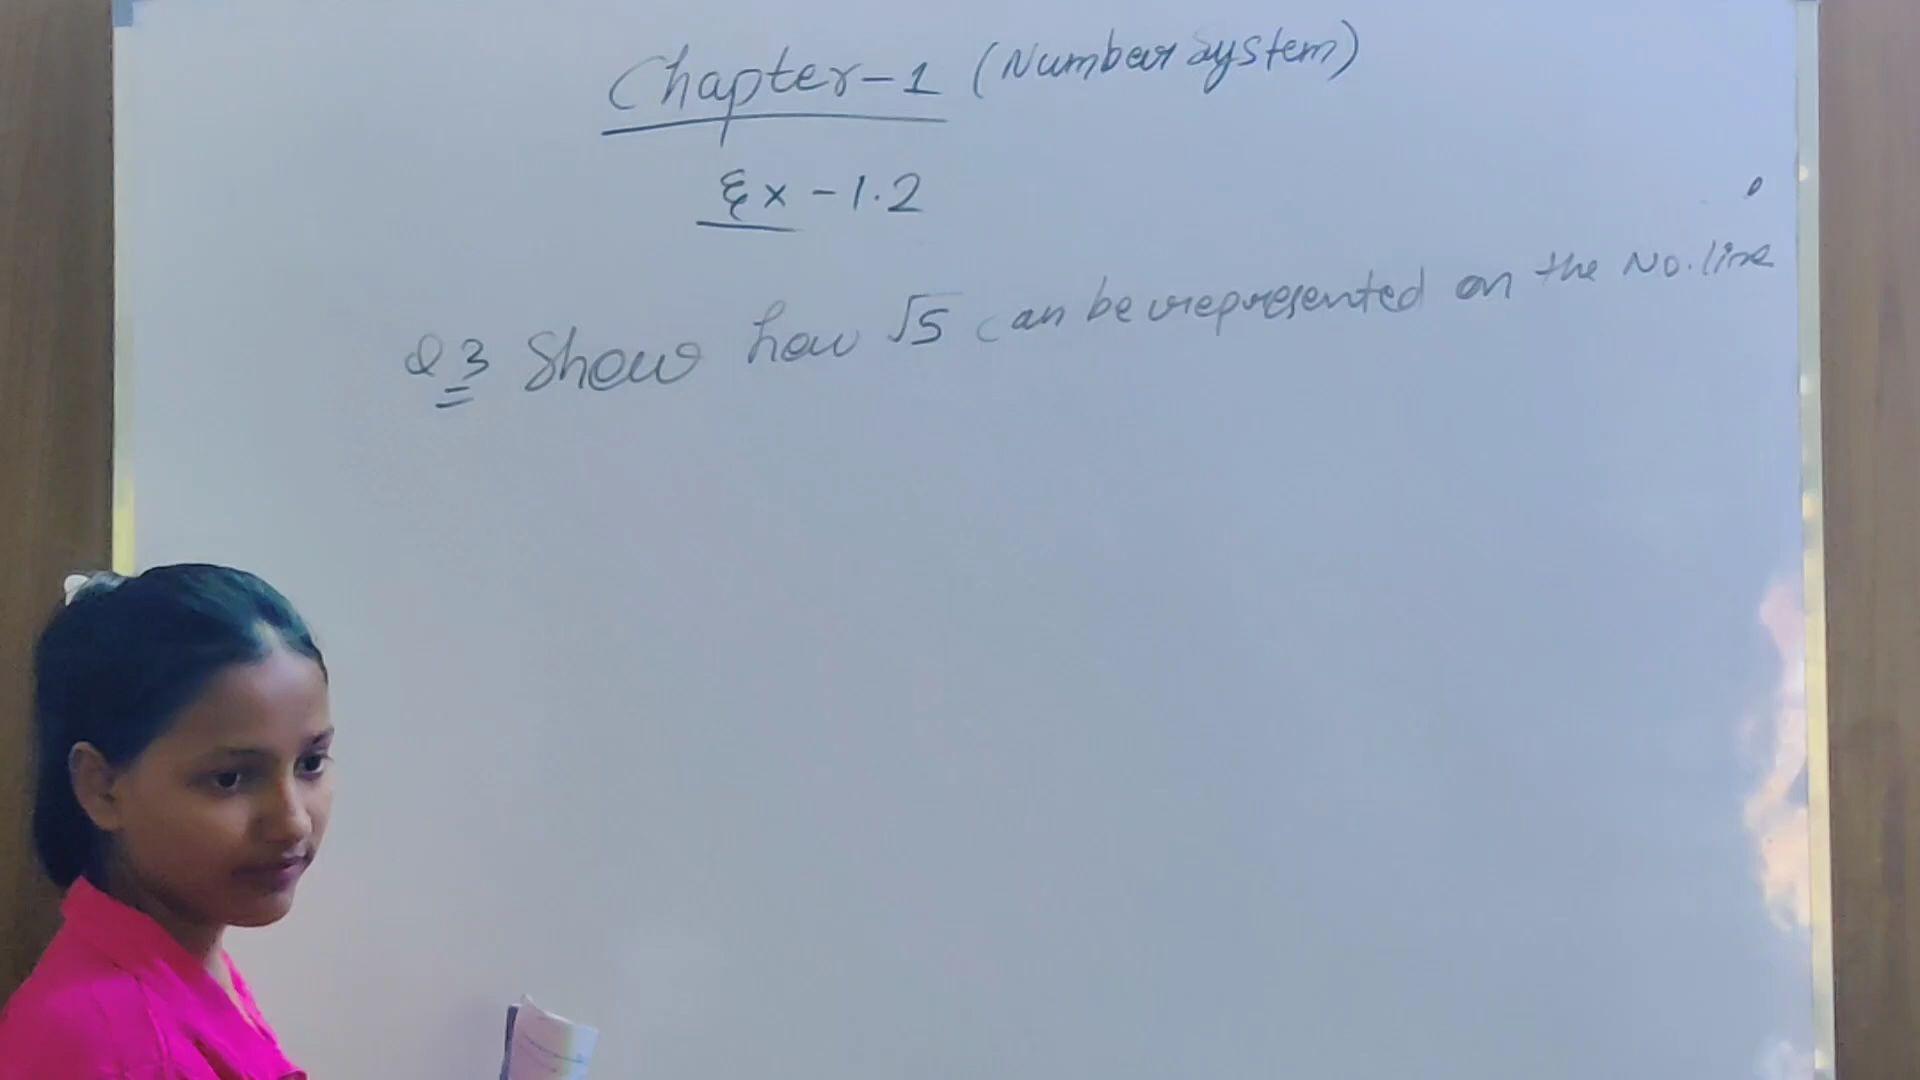 Chapter-1 (Number System)
Ex-1.2
Q3 Show how √5 can be represented on the No. line